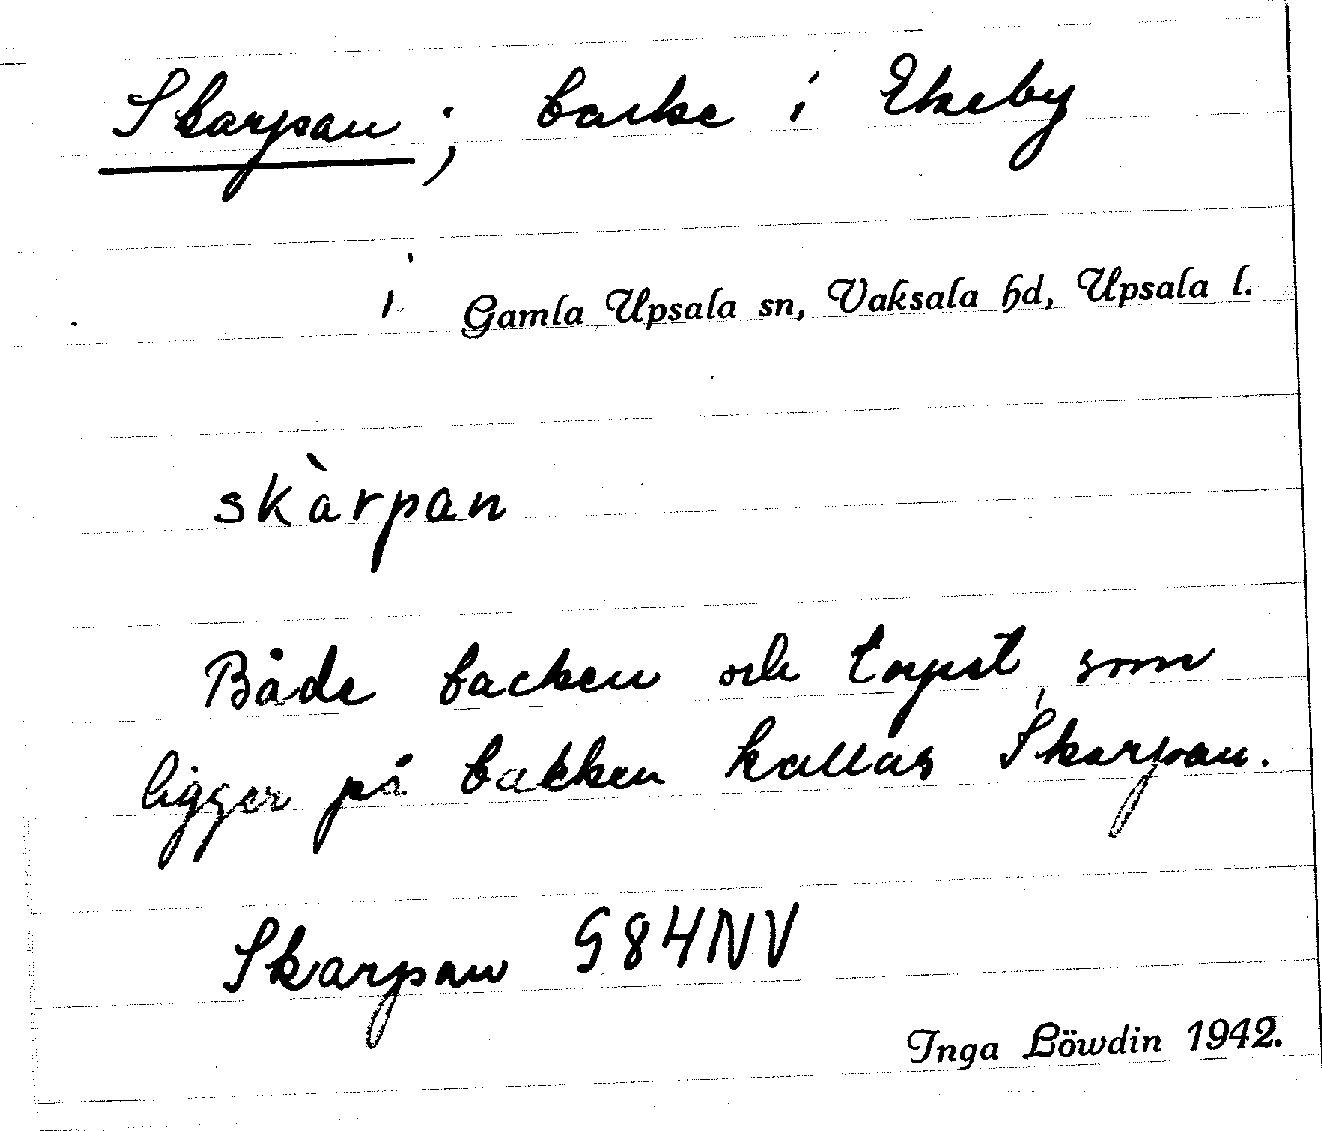 Skarpan; backe i Ekeby
i Gamla Upsala sn, Vaksala hd, Upsala l.
skàrpan
Både backen och torpet, som
ligger på backen kallas Skarpan.
Skarpan G84NV
Inga Löwdin 1942.